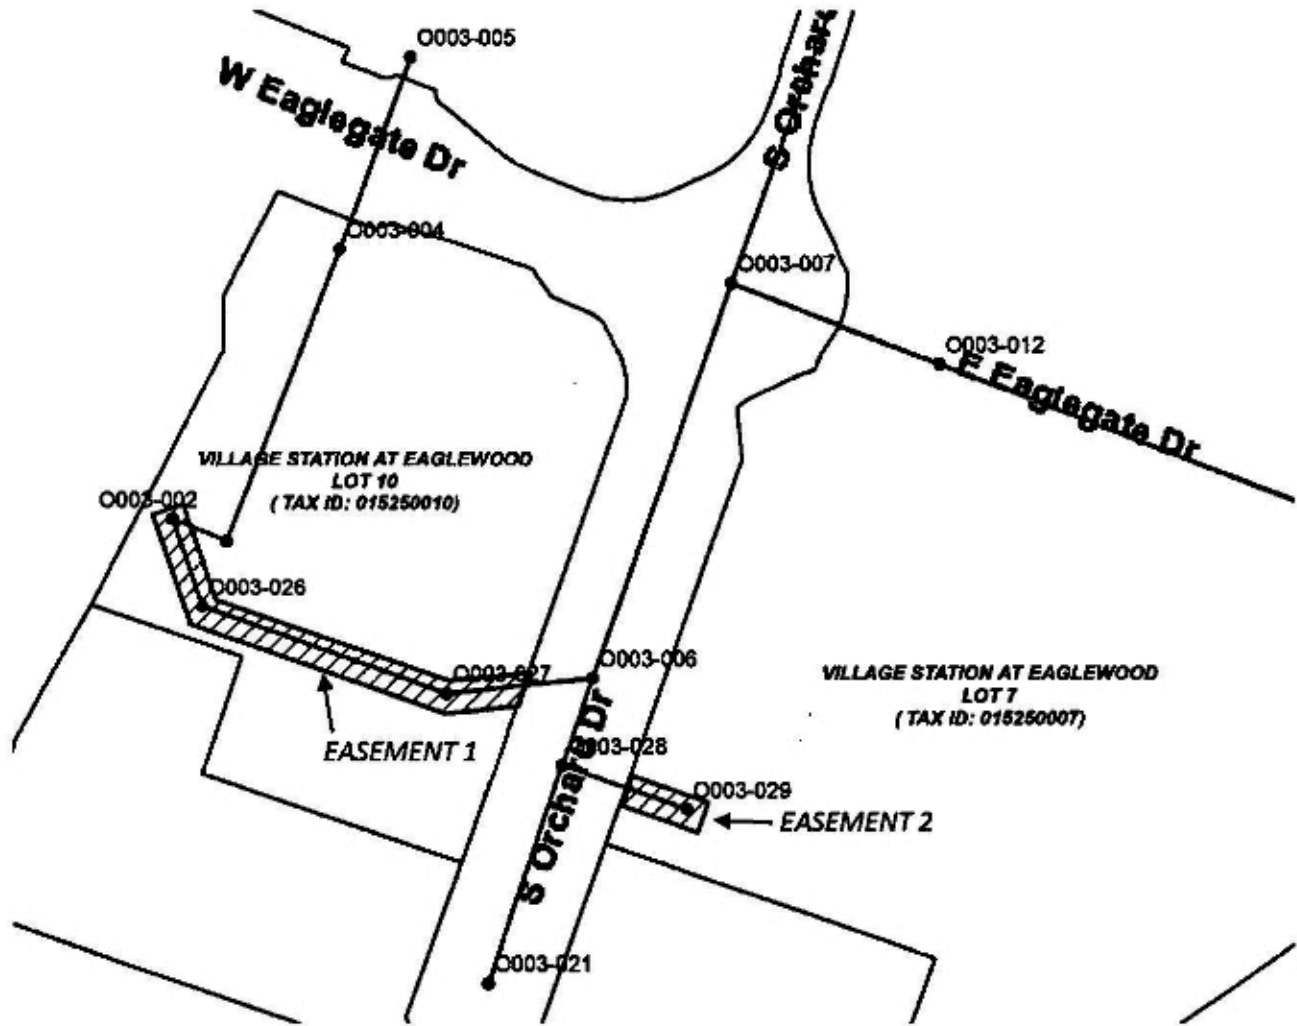 O003-005
S Orchard
W Eaglegate Dr
O003-004
O003-007
O003-012
E Eaglegate Dr
VILLAGE STATION AT EAGLEWOOD
LOT 10
( TAX ID: 015250010)
O003-002
O003-026
O003-027
O003-006
VILLAGE STATION AT EAGLEWOOD
LOT 7
( TAX ID: 015250007)
EASEMENT 1
O003-028
O003-029
EASEMENT 2
S Orchard Dr
O003-021